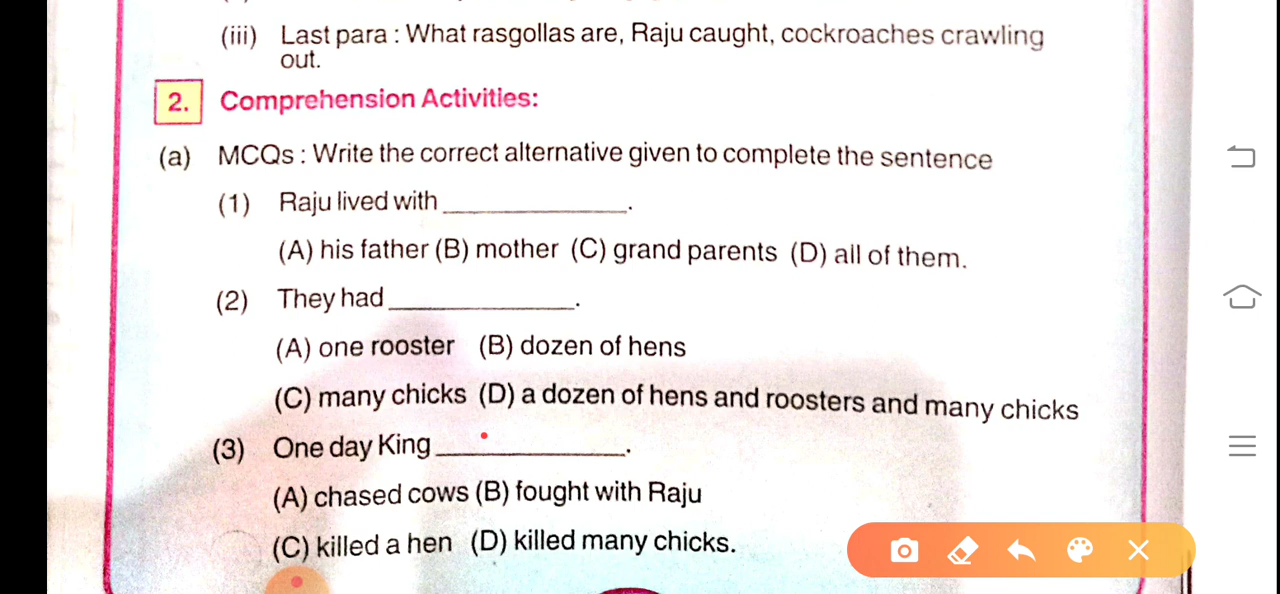 (iii) Last para : What rasgollas are, Raju caught, cockroaches crawling
out.
2. Comprehension Activities:
(a) MCQs : Write the correct alternative given to complete the sentence
(1) Raju lived with ____________.
(A) his father (B) mother (C) grand parents (D) all of them.
(2) They had ____________.
(A) one rooster (B) dozen of hens
(C) many chicks (D) a dozen of hens and roosters and many chicks
(3) One day King ____________.
(A) chased cows (B) fought with Raju
(C) killed a hen (D) killed many chicks.